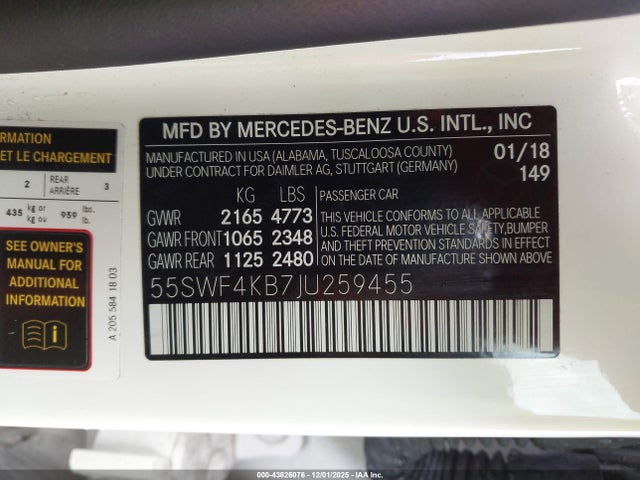 RMATION
ET LE CHARGEMENT
2 REAR ARRIÈRE 3
435 kg or kg ou 959 lbs. lb.
SEE OWNER'S
MANUAL FOR
MORE
INFORMATION
A 205 584 18 03
MFD BY MERCEDES-BENZ U.S. INTL., INC
MANUFACTURED IN USA (ALABAMA, TUSCALOOSA COUNTY) 01/18
UNDER CONTRACT FOR DAIMLER AG, STUTTGART (GERMANY) 149
KG LBS PASSENGER CAR
GVWR 2165 4773
GAWR FRONT 1065 2348
GAWR REAR 1125 2480
THIS VEHICLE CONFORMS TO ALL APPLICABLE
U.S. FEDERAL MOTOR VEHICLE SAFETY, BUMPER
AND THEFT PREVENTION STANDARDS IN EFFECT
ON THE DATE OF MANUFACTURE SHOWN ABOVE
55SWF4KB7JU259455
000-43826076 - 12/01/2025 - IAA Inc.